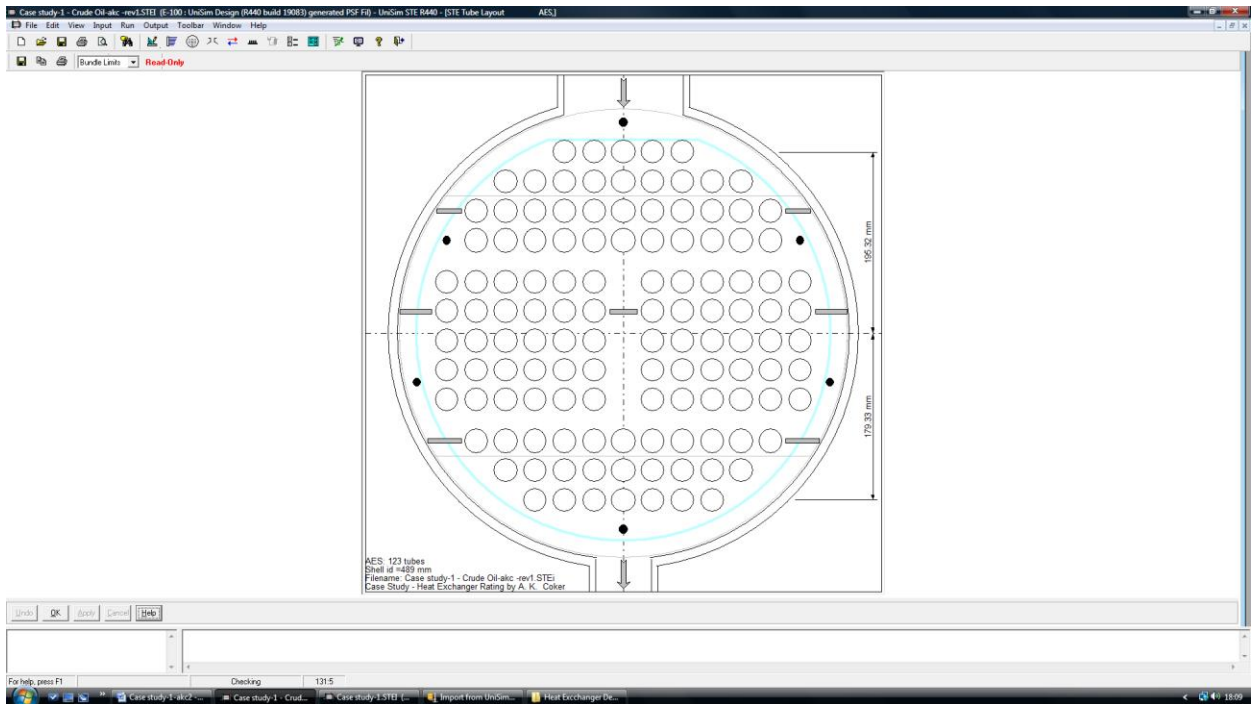 Case study-1 - Crude Oil-akc -rev1.STEI (E-100 : UniSim Design (R440 build 19083) generated PSF Fil) - UniSim STE R440 - [STE Tube Layout AES,]
File Edit View Input Run Output Toolbar Window Help
Bundle Limits Read-Only
195.32 mm
179.33 mm
AES: 123 tubes
Shell id =489 mm
Filename: Case study-1 - Crude Oil-akc -rev1.STEi
Case Study - Heat Exchanger Rating by A. K. Coker
Undo OK Apply Cancel Help
For help, press F1 Checking 131:5
Case study-1-akc2 -... Case study-1 - Crud... Case study-1.STEI (... Import from UniSim... Heat Excchanger De... 18:09